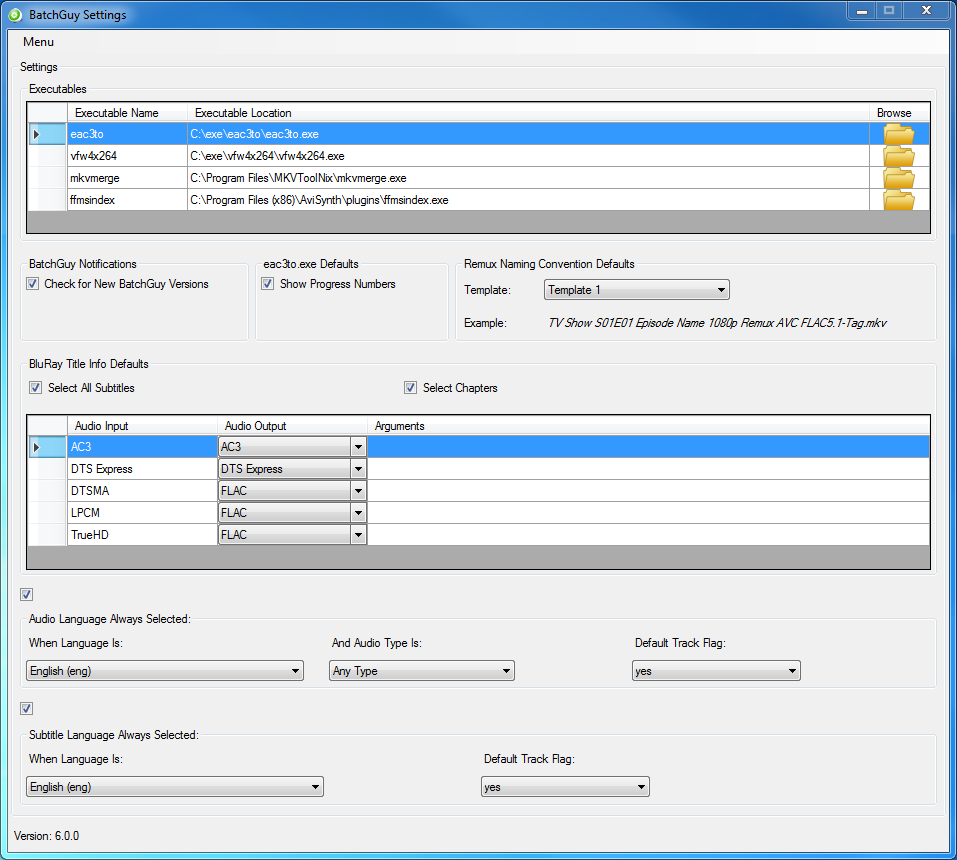 BatchGuy Settings
Menu
Settings
Executables
Executable Name Executable Location Browse
eac3to C:\exe\eac3to\eac3to.exe
vfw4x264 C:\exe\vfw4x264\vfw4x264.exe
mkvmerge C:\Program Files\MKVToolNix\mkvmerge.exe
ffmsindex C:\Program Files (x86)\AviSynth\plugins\ffmsindex.exe
BatchGuy Notifications eac3to.exe Defaults Remux Naming Convention Defaults
Check for New BatchGuy Versions Show Progress Numbers Template: Template 1
Example: TV Show S01E01 Episode Name 1080p Remux AVC FLAC5.1-Tag.mkv
BluRay Title Info Defaults
Select All Subtitles Select Chapters
Audio Input Audio Output Arguments
AC3 AC3
DTS Express DTS Express
DTSMA FLAC
LPCM FLAC
TrueHD FLAC
Audio Language Always Selected:
When Language Is: And Audio Type Is: Default Track Flag:
English (eng) Any Type yes
Subtitle Language Always Selected:
When Language Is: Default Track Flag:
English (eng) yes
Version: 6.0.0